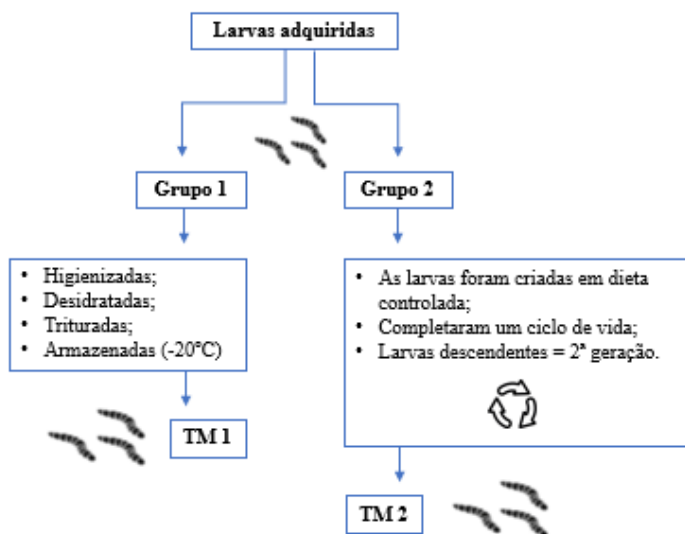 Larvas adquiridas
Grupo 1
Grupo 2
• Higienizadas;
• Desidratadas;
• Trituradas;
• Armazenadas (-20°C)
• As larvas foram criadas em dieta
controlada;
• Completaram um ciclo de vida;
• Larvas descendentes = 2ª geração.
TM 1
TM 2